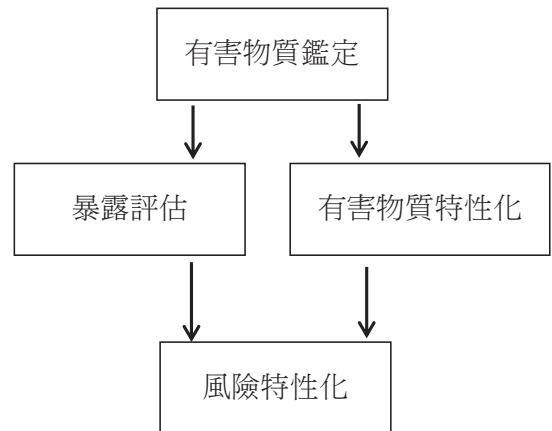 有害物質鑑定
暴露評估
有害物質特性化
風險特性化